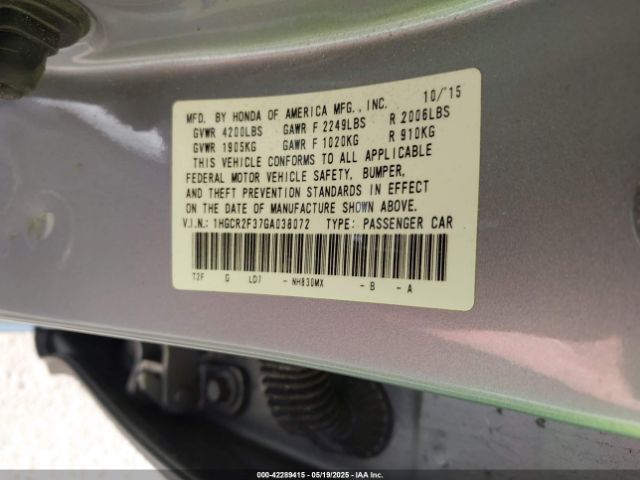 MFD. BY HONDA OF AMERICA MFG., INC. 10/'15
GVWR 4200LBS GAWR F 2249LBS R 2006LBS
GVWR 1905KG GAWR F 1020KG R 910KG
THIS VEHICLE CONFORMS TO ALL APPLICABLE
FEDERAL MOTOR VEHICLE SAFETY, BUMPER,
AND THEFT PREVENTION STANDARDS IN EFFECT
ON THE DATE OF MANUFACTURE SHOWN ABOVE.
V.I.N.: 1HGCR2F37GA038072 TYPE: PASSENGER CAR
T2F G LD7 - NH830MX - B - A
000-42289415 — 05/19/2025 — IAA Inc.